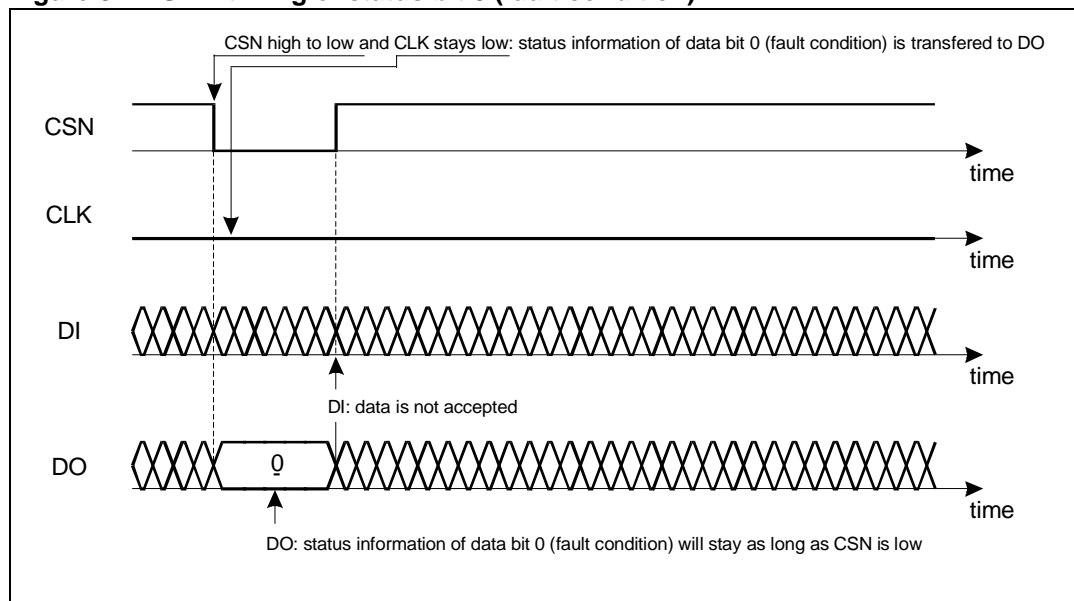 CSN high to low and CLK stays low: status information of data bit 0 (fault condition) is transfered to DO
CSN
time
CLK
time
DI
time
DI: data is not accepted
DO
0
time
DO: status information of data bit 0 (fault condition) will stay as long as CSN is low